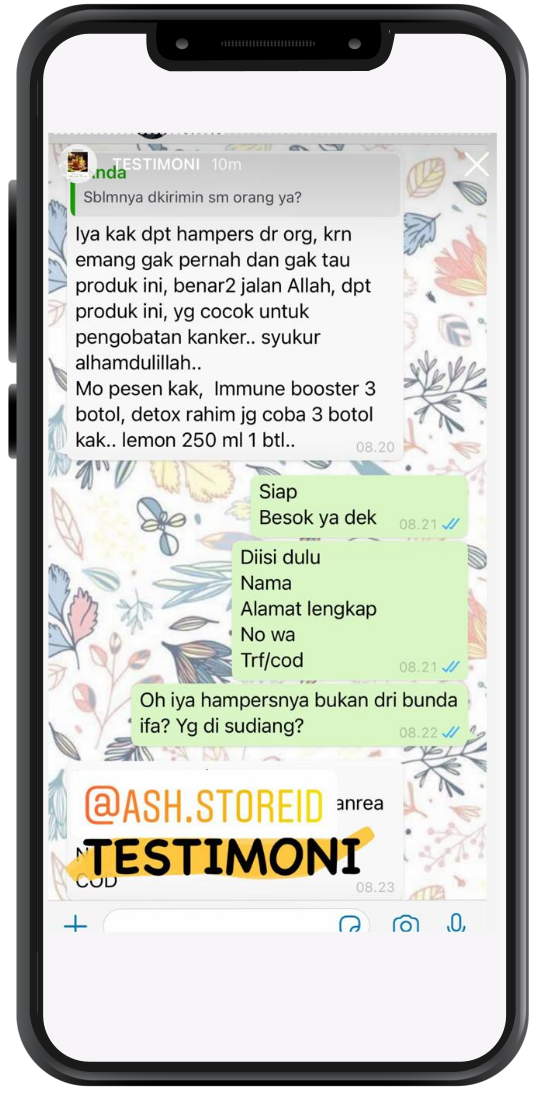 TESTIMONI 10m
.nda
Sblmnya dkirimin sm orang ya?
Iya kak dpt hampers dr org, krn
emang gak pernah dan gak tau
produk ini, benar2 jalan Allah, dpt
produk ini, yg cocok untuk
pengobatan kanker.. syukur
alhamdulillah..
Mo pesen kak, Immune booster 3
botol, detox rahim jg coba 3 botol
kak.. lemon 250 ml 1 btl..
08.20
Siap
Besok ya dek
08.21
Diisi dulu
Nama
Alamat lengkap
No wa
Trf/cod
08.21
Oh iya hampersnya bukan dri bunda
ifa? Yg di sudiang?
08.22
@ASH.STOREID anrea
TESTIMONI
COD
08.23